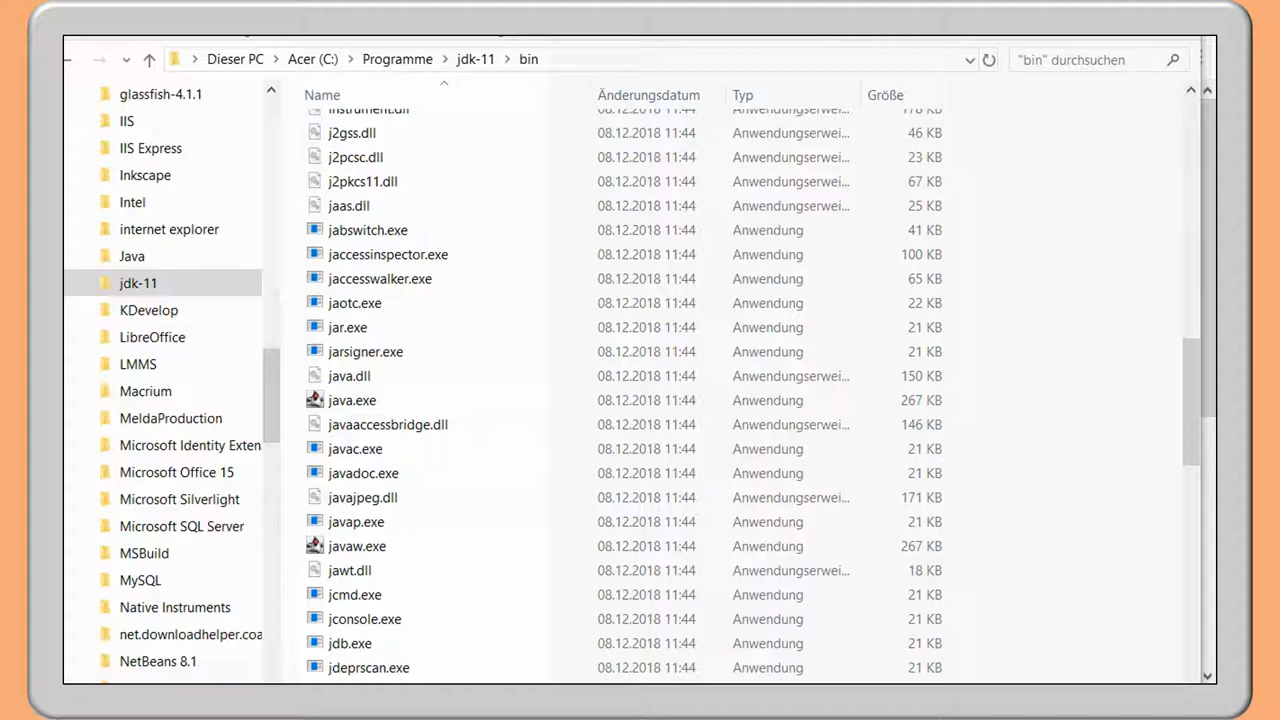 Dieser PC > Acer (C:) > Programme > jdk-11 > bin
"bin" durchsuchen
glassfish-4.1.1
IIS
IIS Express
Inkscape
Intel
internet explorer
Java
jdk-11
KDevelop
LibreOffice
LMMS
Macrium
MeldaProduction
Microsoft Identity Exten
Microsoft Office 15
Microsoft Silverlight
Microsoft SQL Server
MSBuild
MySQL
Native Instruments
net.downloadhelper.coa
NetBeans 8.1
Name Änderungsdatum Typ Größe
instrument.dll 08.12.2018 11:44 Anwendungserwei... 178 KB
j2gss.dll 08.12.2018 11:44 Anwendungserwei... 46 KB
j2pcsc.dll 08.12.2018 11:44 Anwendungserwei... 23 KB
j2pkcs11.dll 08.12.2018 11:44 Anwendungserwei... 67 KB
jaas.dll 08.12.2018 11:44 Anwendungserwei... 25 KB
jabswitch.exe 08.12.2018 11:44 Anwendung 41 KB
jaccessinspector.exe 08.12.2018 11:44 Anwendung 100 KB
jaccesswalker.exe 08.12.2018 11:44 Anwendung 65 KB
jaotc.exe 08.12.2018 11:44 Anwendung 22 KB
jar.exe 08.12.2018 11:44 Anwendung 21 KB
jarsigner.exe 08.12.2018 11:44 Anwendung 21 KB
java.dll 08.12.2018 11:44 Anwendungserwei... 150 KB
java.exe 08.12.2018 11:44 Anwendung 267 KB
javaaccessbridge.dll 08.12.2018 11:44 Anwendungserwei... 146 KB
javac.exe 08.12.2018 11:44 Anwendung 21 KB
javadoc.exe 08.12.2018 11:44 Anwendung 21 KB
javajpeg.dll 08.12.2018 11:44 Anwendungserwei... 171 KB
javap.exe 08.12.2018 11:44 Anwendung 21 KB
javaw.exe 08.12.2018 11:44 Anwendung 267 KB
jawt.dll 08.12.2018 11:44 Anwendungserwei... 18 KB
jcmd.exe 08.12.2018 11:44 Anwendung 21 KB
jconsole.exe 08.12.2018 11:44 Anwendung 21 KB
jdb.exe 08.12.2018 11:44 Anwendung 21 KB
jdeprscan.exe 08.12.2018 11:44 Anwendung 21 KB